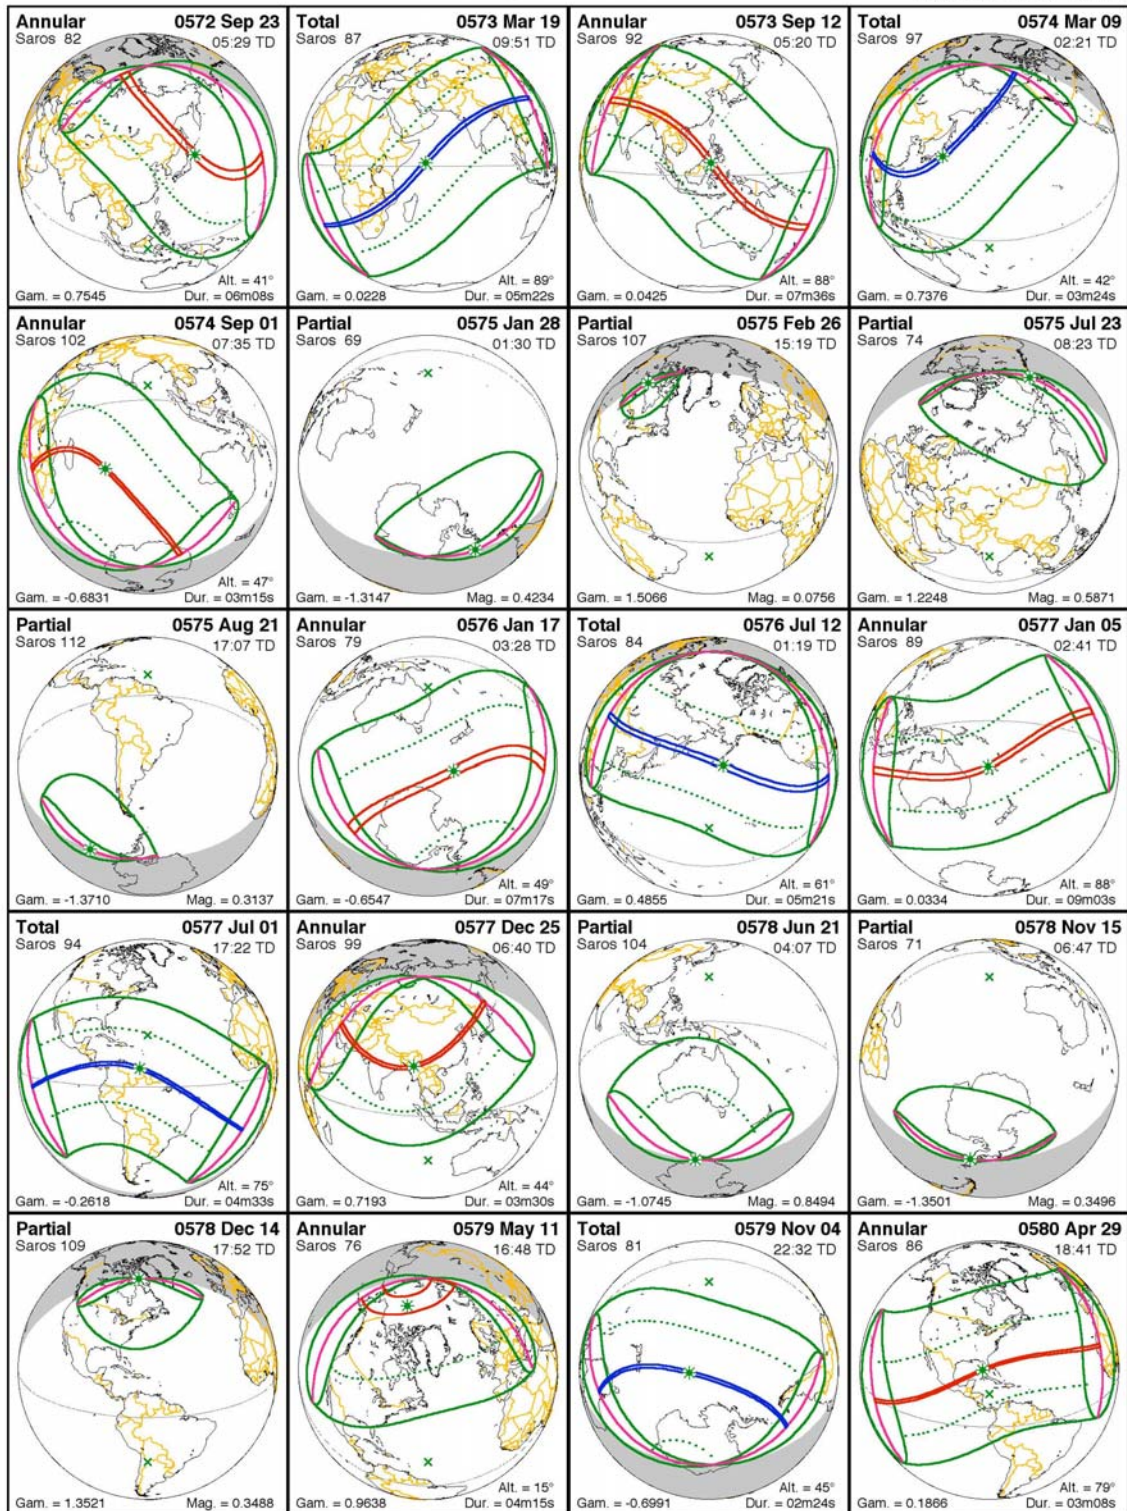 Annular 0572 Sep 23
Saros 82 05:29 TD
Alt. = 41°
Gam. = 0.7545 Dur. = 06m08s
Total 0573 Mar 19
Saros 87 09:51 TD
Alt. = 89°
Gam. = 0.0228 Dur. = 05m22s
Annular 0573 Sep 12
Saros 92 05:20 TD
Alt. = 88°
Gam. = 0.0425 Dur. = 07m36s
Total 0574 Mar 09
Saros 97 02:21 TD
Alt. = 42°
Gam. = 0.7376 Dur. = 03m24s
Annular 0574 Sep 01
Saros 102 07:35 TD
Alt. = 47°
Gam. = -0.6831 Dur. = 03m15s
Partial 0575 Jan 28
Saros 69 01:30 TD
Gam. = -1.3147 Mag. = 0.4234
Partial 0575 Feb 26
Saros 107 15:19 TD
Gam. = 1.5066 Mag. = 0.0756
Partial 0575 Jul 23
Saros 74 08:23 TD
Gam. = 1.2248 Mag. = 0.5871
Partial 0575 Aug 21
Saros 112 17:07 TD
Gam. = -1.3710 Mag. = 0.3137
Annular 0576 Jan 17
Saros 79 03:28 TD
Alt. = 49°
Gam. = -0.6547 Dur. = 07m17s
Total 0576 Jul 12
Saros 84 01:19 TD
Alt. = 61°
Gam. = 0.4855 Dur. = 05m21s
Annular 0577 Jan 05
Saros 89 02:41 TD
Alt. = 88°
Gam. = 0.0334 Dur. = 09m03s
Total 0577 Jul 01
Saros 94 17:22 TD
Alt. = 75°
Gam. = -0.2618 Dur. = 04m33s
Annular 0577 Dec 25
Saros 99 06:40 TD
Alt. = 44°
Gam. = 0.7193 Dur. = 03m30s
Partial 0578 Jun 21
Saros 104 04:07 TD
Gam. = -1.0745 Mag. = 0.8494
Partial 0578 Nov 15
Saros 71 06:47 TD
Gam. = -1.3501 Mag. = 0.3496
Partial 0578 Dec 14
Saros 109 17:52 TD
Gam. = 1.3521 Mag. = 0.3488
Annular 0579 May 11
Saros 76 16:48 TD
Alt. = 15°
Gam. = 0.9638 Dur. = 04m15s
Total 0579 Nov 04
Saros 81 22:32 TD
Alt. = 45°
Gam. = -0.6991 Dur. = 02m24s
Annular 0580 Apr 29
Saros 86 18:41 TD
Alt. = 79°
Gam. = 0.1866 Dur. = 03m08s